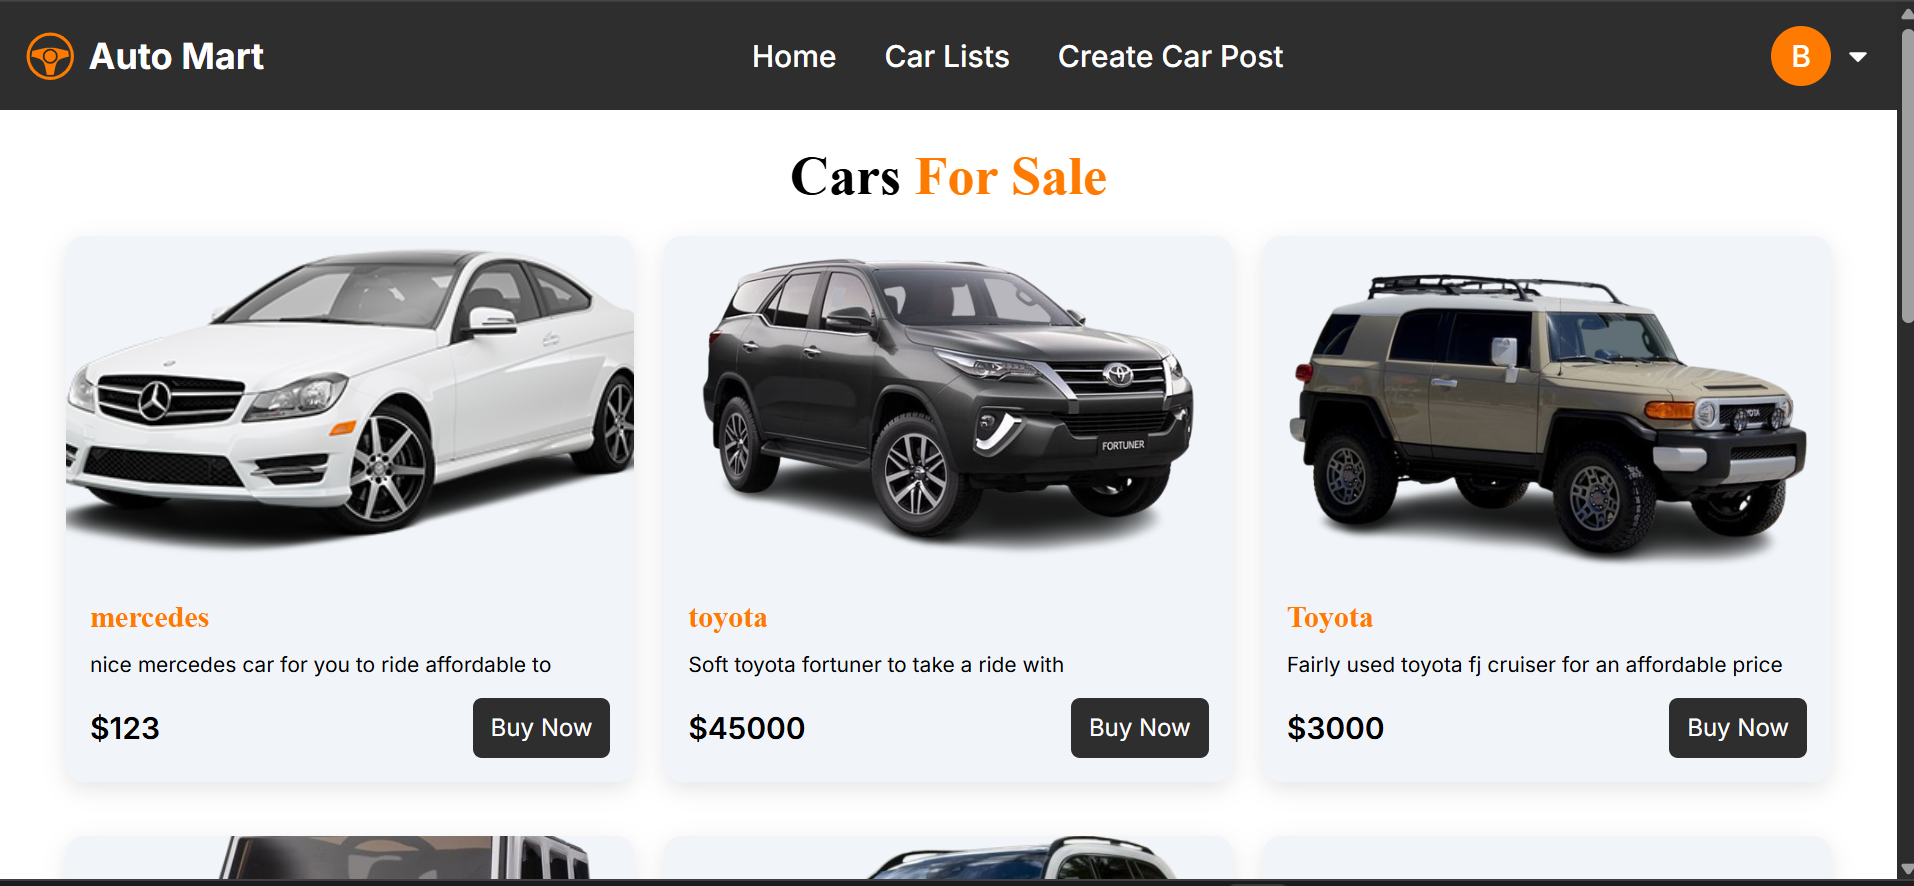 Auto Mart
Home
Car Lists
Create Car Post
B
Cars For Sale
FORTUNER
mercedes
nice mercedes car for you to ride affordable to
$123
Buy Now
toyota
Soft toyota fortuner to take a ride with
$45000
Buy Now
Toyota
Fairly used toyota fj cruiser for an affordable price
$3000
Buy Now